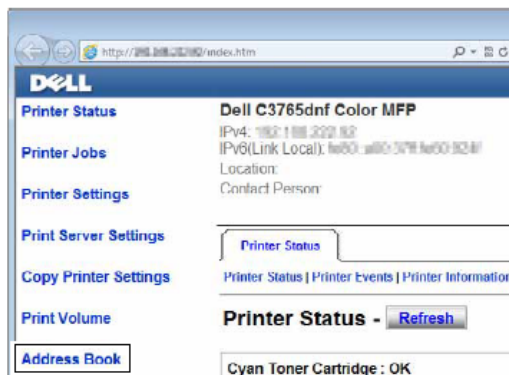 http:// /index.htm
DELL
Printer Status
Printer Jobs
Printer Settings
Print Server Settings
Copy Printer Settings
Print Volume
Address Book
Dell C3765dnf Color MFP
IPv4:
IPv6(Link Local):
Location:
Contact Person:
Printer Status
Printer Status | Printer Events | Printer Information
Printer Status - Refresh
Cyan Toner Cartridge : OK